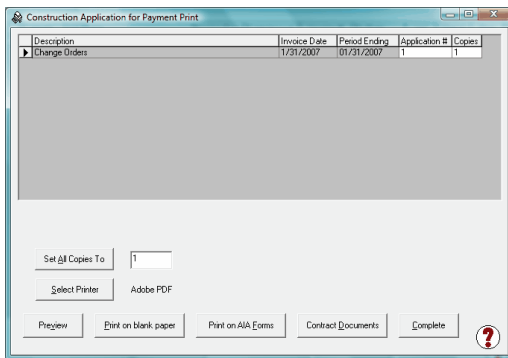 Construction Application for Payment Print
Description Invoice Date Period Ending Application # Copies
Change Orders 1/31/2007 01/31/2007 1 1
Set All Copies To 1
Select Printer Adobe PDF
Preview Print on blank paper Print on AIA Forms Contract Documents Complete ?